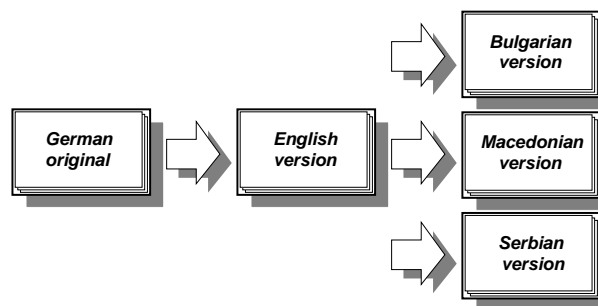 German
original
English
version
Bulgarian
version
Macedonian
version
Serbian
version